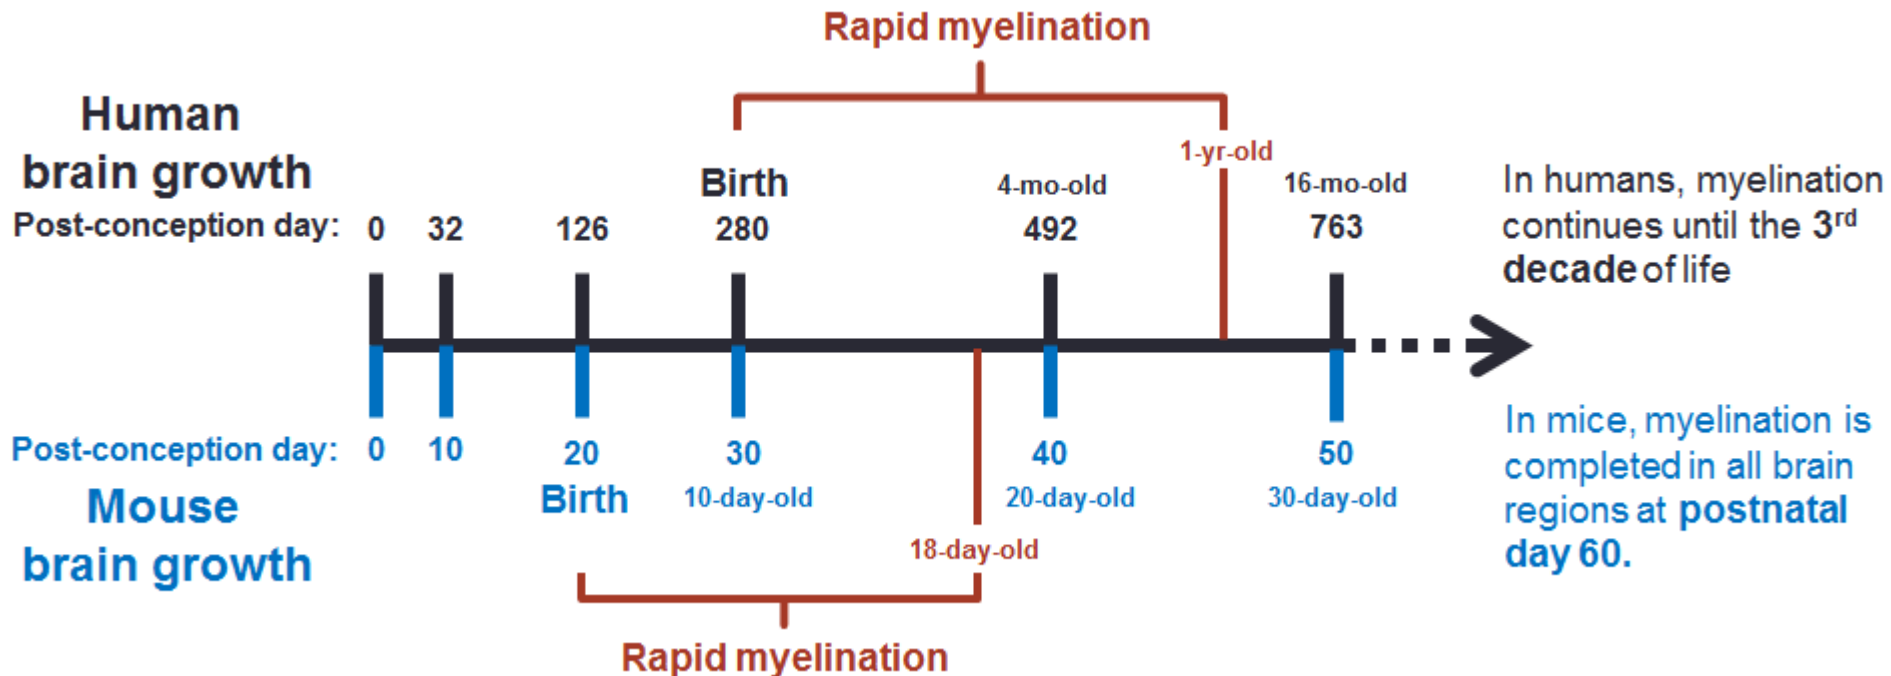 Rapid myelination
Human
brain growth
1-yr-old
Birth
4-mo-old
16-mo-old
Post-conception day: 0 32 126 280 492 763
In humans, myelination
continues until the 3rd
decade of life
Post-conception day: 0 10 20 30 40 50
Birth 10-day-old 20-day-old 30-day-old
Mouse
brain growth
18-day-old
In mice, myelination is
completed in all brain
regions at postnatal
day 60.
Rapid myelination